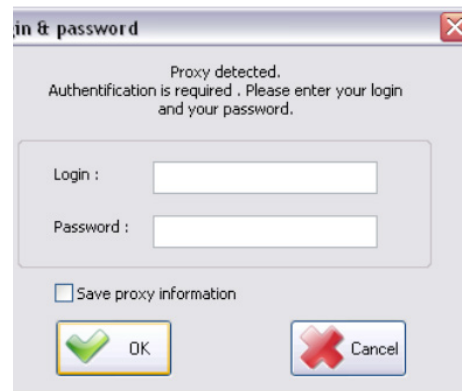 in & password
Proxy detected.
Authentification is required . Please enter your login
and your password.
Login :
Password :
Save proxy information
OK
Cancel